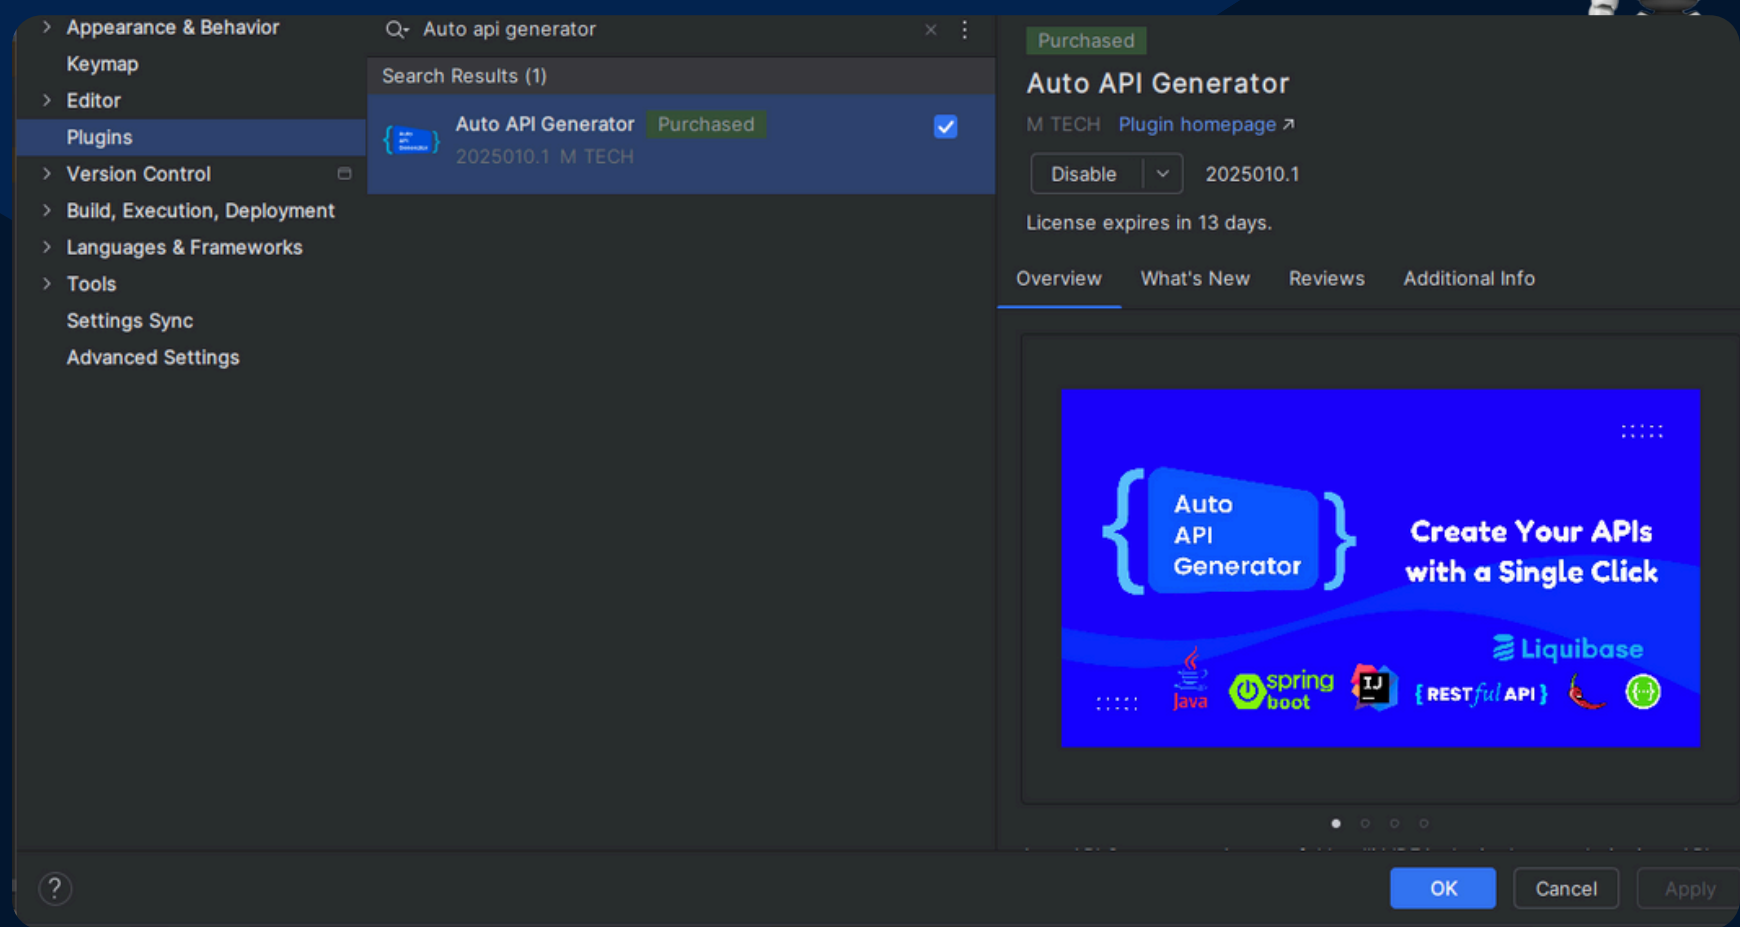 Appearance & Behavior
Keymap
Editor
Plugins
Version Control
Build, Execution, Deployment
Languages & Frameworks
Tools
Settings Sync
Advanced Settings
Auto api generator
Search Results (1)
Auto API Generator Purchased
2025010.1 M TECH
Purchased
Auto API Generator
M TECH Plugin homepage
Disable 2025010.1
License expires in 13 days.
Overview What's New Reviews Additional Info
Auto
API
Generator
Create Your APIs
with a Single Click
Liquibase
Java
spring
boot
IJ
{RESTful API}
? OK Cancel Apply